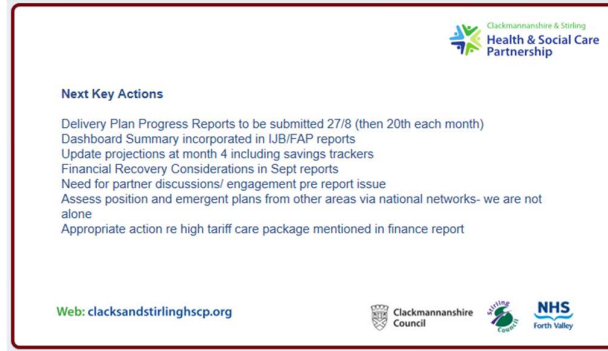 Clackmannanshire & Stirling
Health & Social Care
Partnership
Next Key Actions
Delivery Plan Progress Reports to be submitted 27/8 (then 20th each month)
Dashboard Summary incorporated in IJB/FAP reports
Update projections at month 4 including savings trackers
Financial Recovery Considerations in Sept reports
Need for partner discussions/ engagement pre report issue
Assess position and emergent plans from other areas via national networks- we are not
alone
Appropriate action re high tariff care package mentioned in finance report
Web: clacksandstirlinghscp.org
Clackmannanshire
Council
Stirling
Council
NHS
Forth Valley